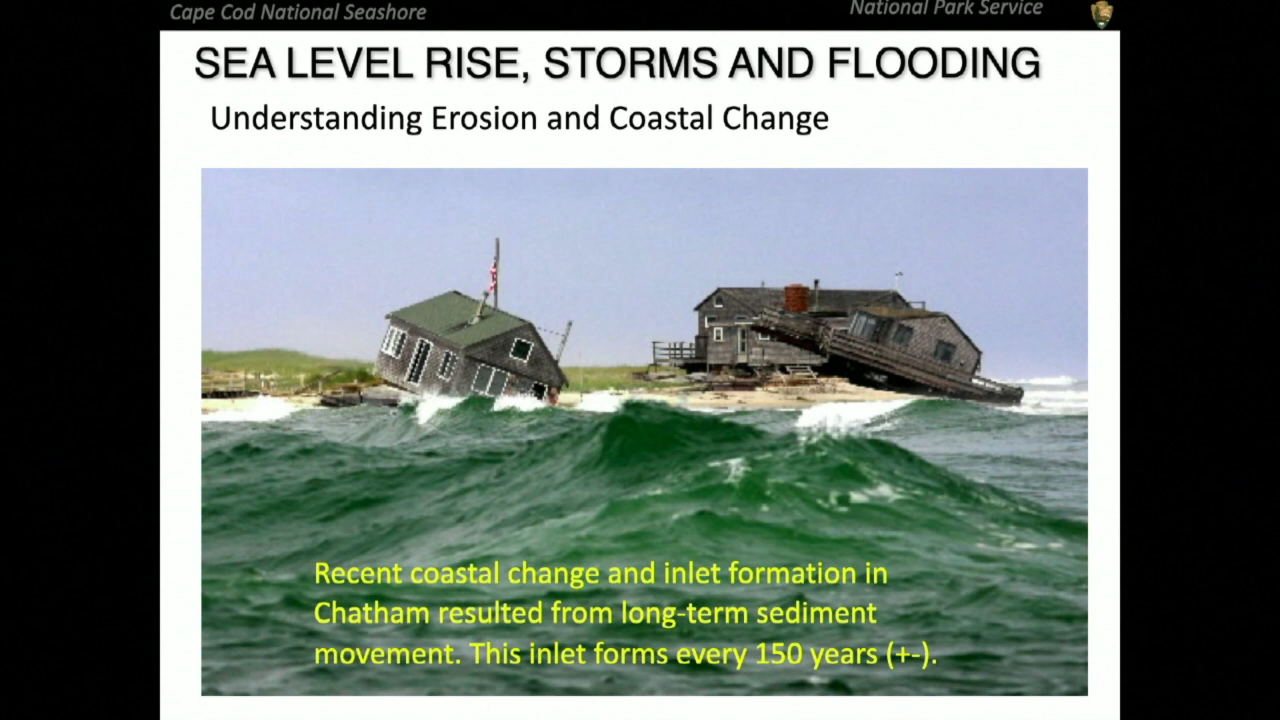 Cape Cod National Seashore
National Park Service
SEA LEVEL RISE, STORMS AND FLOODING
Understanding Erosion and Coastal Change
Recent coastal change and inlet formation in
Chatham resulted from long-term sediment
movement. This inlet forms every 150 years (+-).